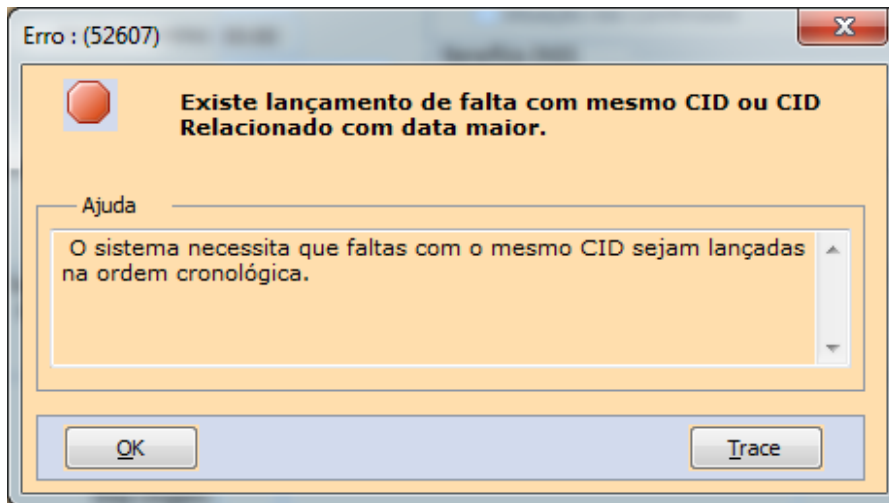 Erro : (52607)
Existe lançamento de falta com mesmo CID ou CID
Relacionado com data maior.
Ajuda
O sistema necessita que faltas com o mesmo CID sejam lançadas
na ordem cronológica.
OK
Trace